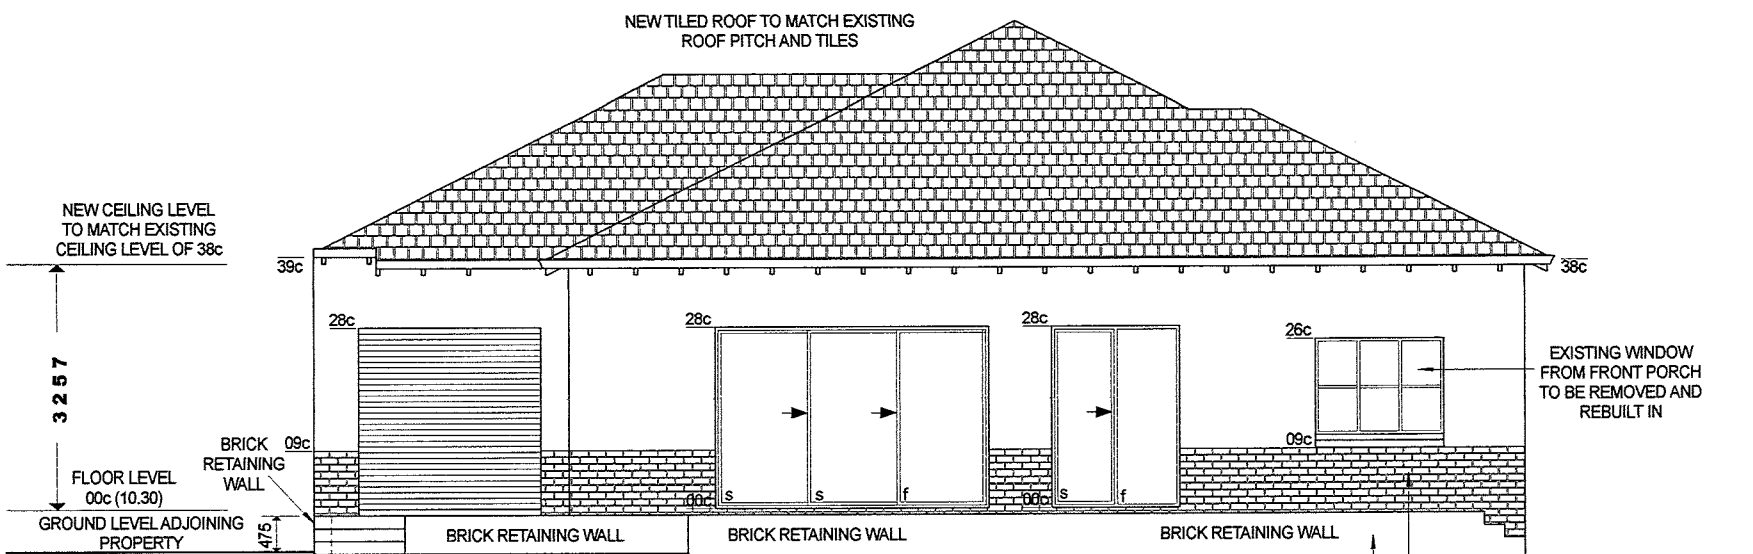 NEW TILED ROOF TO MATCH EXISTING
ROOF PITCH AND TILES
NEW CEILING LEVEL
TO MATCH EXISTING
CEILING LEVEL OF 38c
39c
38c
28c
28c
28c
26c
3257
EXISTING WINDOW
FROM FRONT PORCH
TO BE REMOVED AND
REBUILT IN
09c
09c
BRICK
RETAINING
WALL
FLOOR LEVEL
00c (10.30)
00c
s
s
f
00c
s
f
GROUND LEVEL ADJOINING
PROPERTY
475
BRICK RETAINING WALL
BRICK RETAINING WALL
BRICK RETAINING WALL